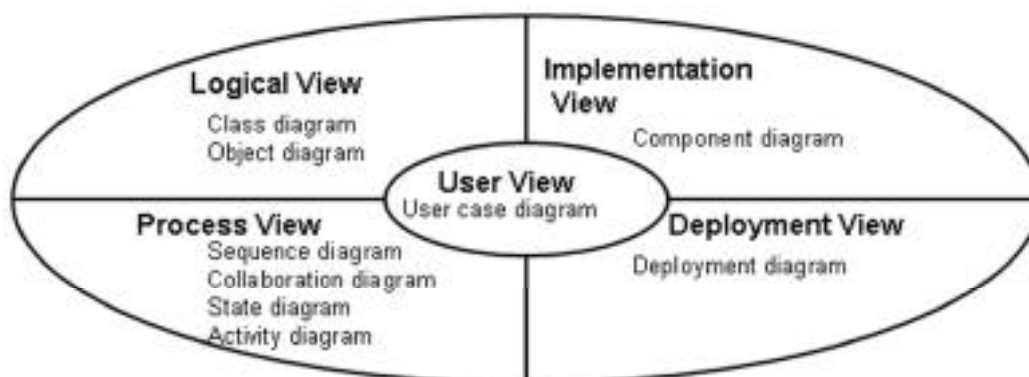 Logical View
Class diagram
Object diagram
Implementation
View
Component diagram
User View
User case diagram
Process View
Sequence diagram
Collaboration diagram
State diagram
Activity diagram
Deployment View
Deployment diagram